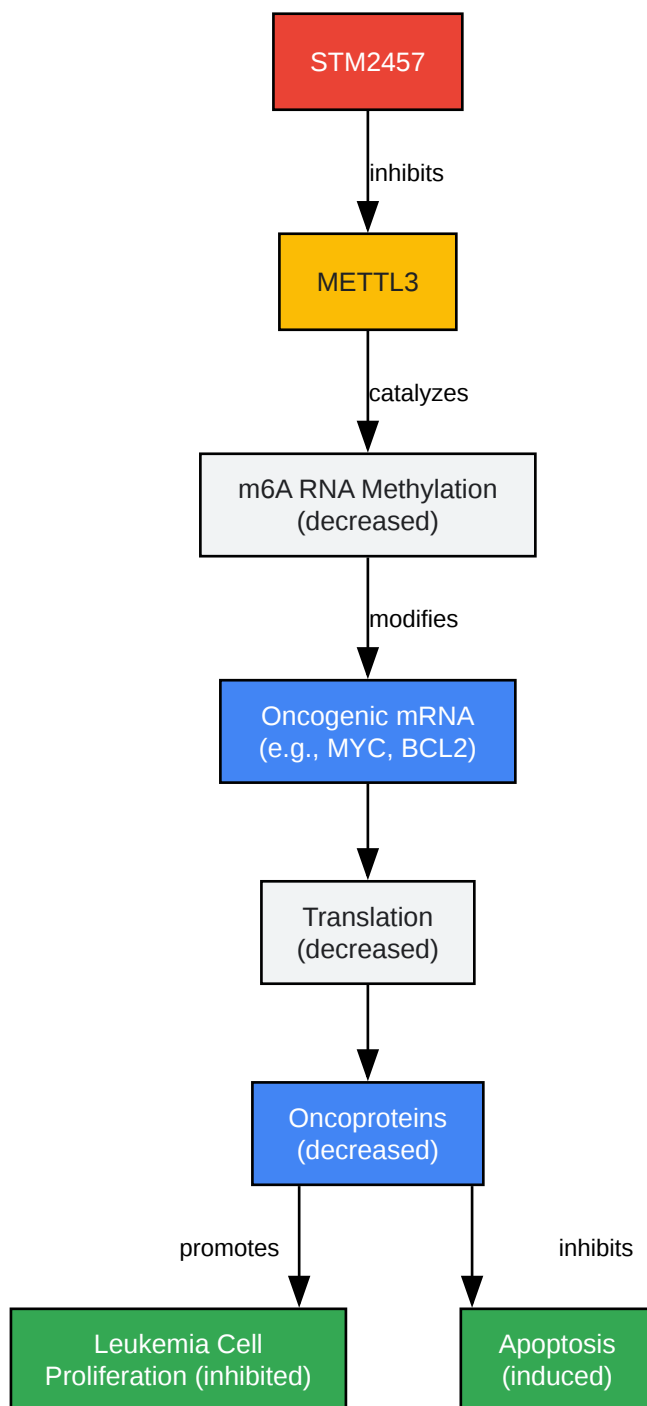 STM2457
inhibits
METTL3
catalyzes
m6A RNA Methylation
(decreased)
modifies
Oncogenic mRNA
(e.g., MYC, BCL2)
Translation
(decreased)
Oncoproteins
(decreased)
promotes
inhibits
Leukemia Cell
Proliferation (inhibited)
Apoptosis
(induced)